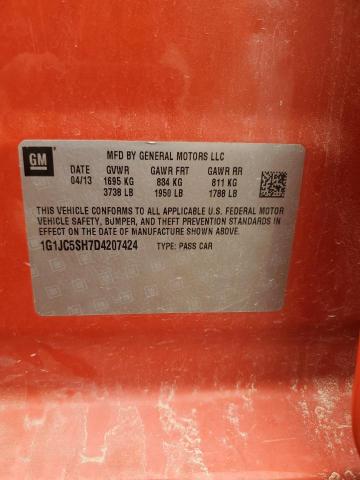 GM
MFD BY GENERAL MOTORS LLC
DATE GVWR GAWR FRT GAWR RR
04/13 1695 KG 884 KG 811 KG
3738 LB 1950 LB 1788 LB
THIS VEHICLE CONFORMS TO ALL APPLICABLE U.S. FEDERAL MOTOR
VEHICLE SAFETY, BUMPER, AND THEFT PREVENTION STANDARDS IN
EFFECT ON THE DATE OF MANUFACTURE SHOWN ABOVE.
1G1JC5SH7D4207424 TYPE: PASS CAR